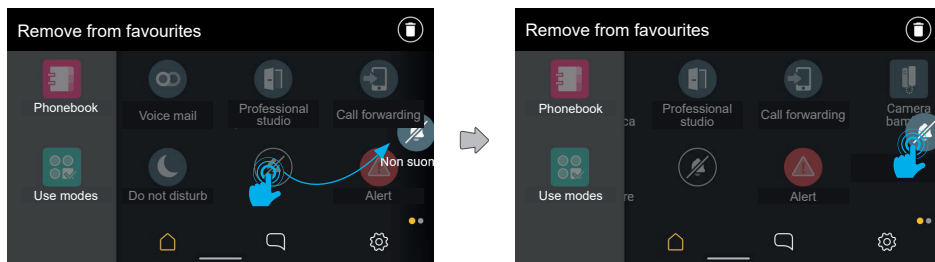 Remove from favourites
Phonebook
Voice mail
Professional
studio
Call forwarding
Non suon
Use modes
Do not disturb
Alert
Remove from favourites
Phonebook
ca
Professional
studio
Call forwarding
Camera
Use modes
re
Alert